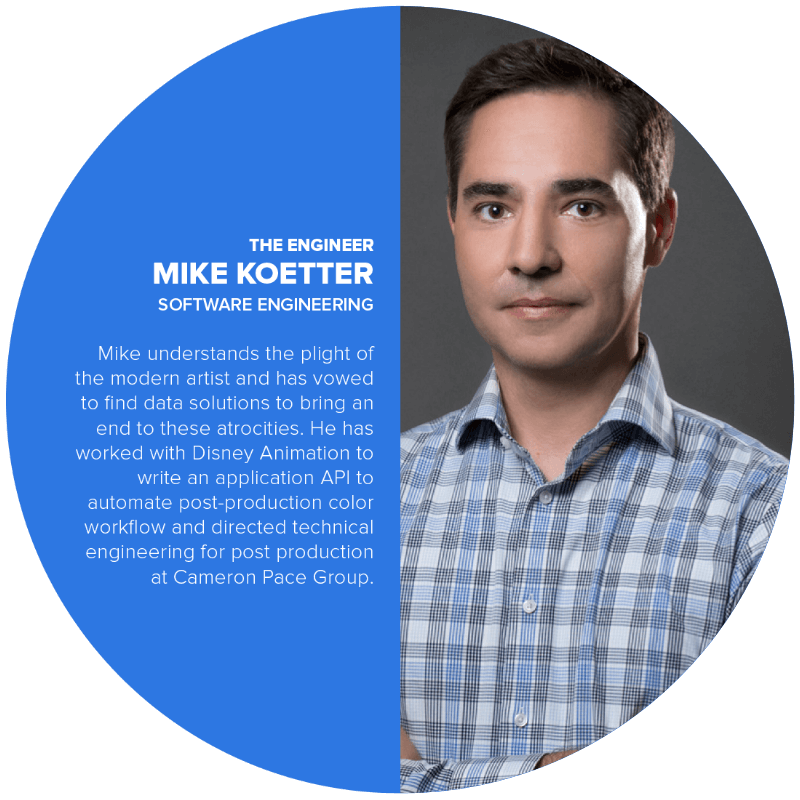 THE ENGINEER
MIKE KOETTER
SOFTWARE ENGINEERING
Mike understands the plight of
the modern artist and has vowed
to find data solutions to bring an
end to these atrocities. He has
worked with Disney Animation to
write an application API to
automate post-production color
workflow and directed technical
engineering for post production
at Cameron Pace Group.